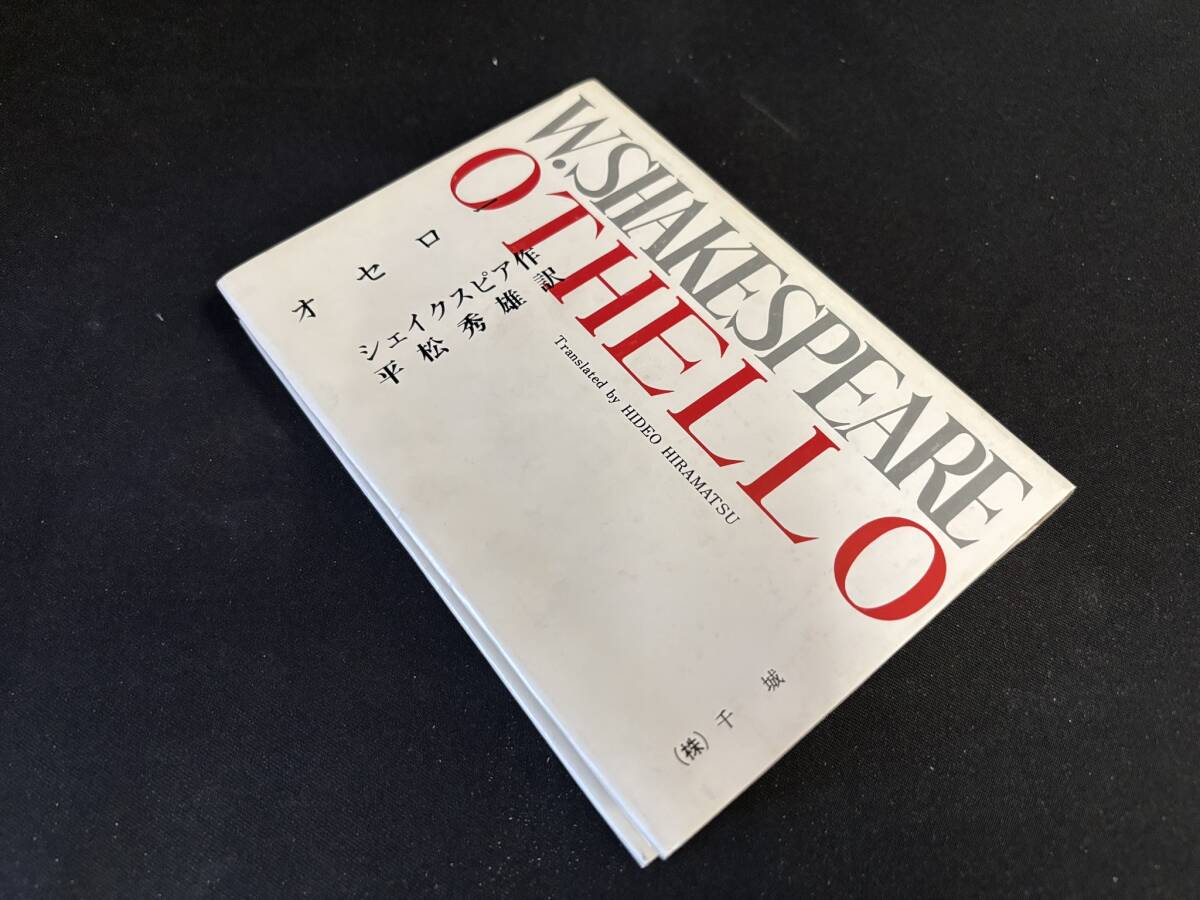 W.SHAKESPEARE
OTHELLO
オセロー
シェイクスピア作
平松秀雄訳
Translated by HIDEO HIRAMATSU
(株)千城